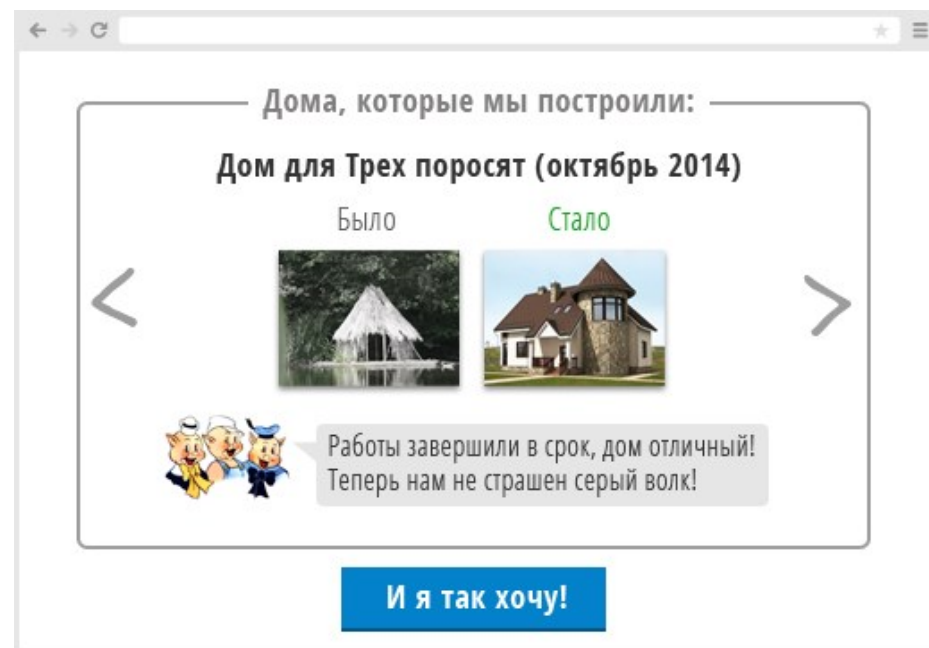 Дома, которые мы построили:
Дом для Трех поросят (октябрь 2014)
Было
Стало
Работы завершили в срок, дом отличный!
Теперь нам не страшен серый волк!
И я так хочу!